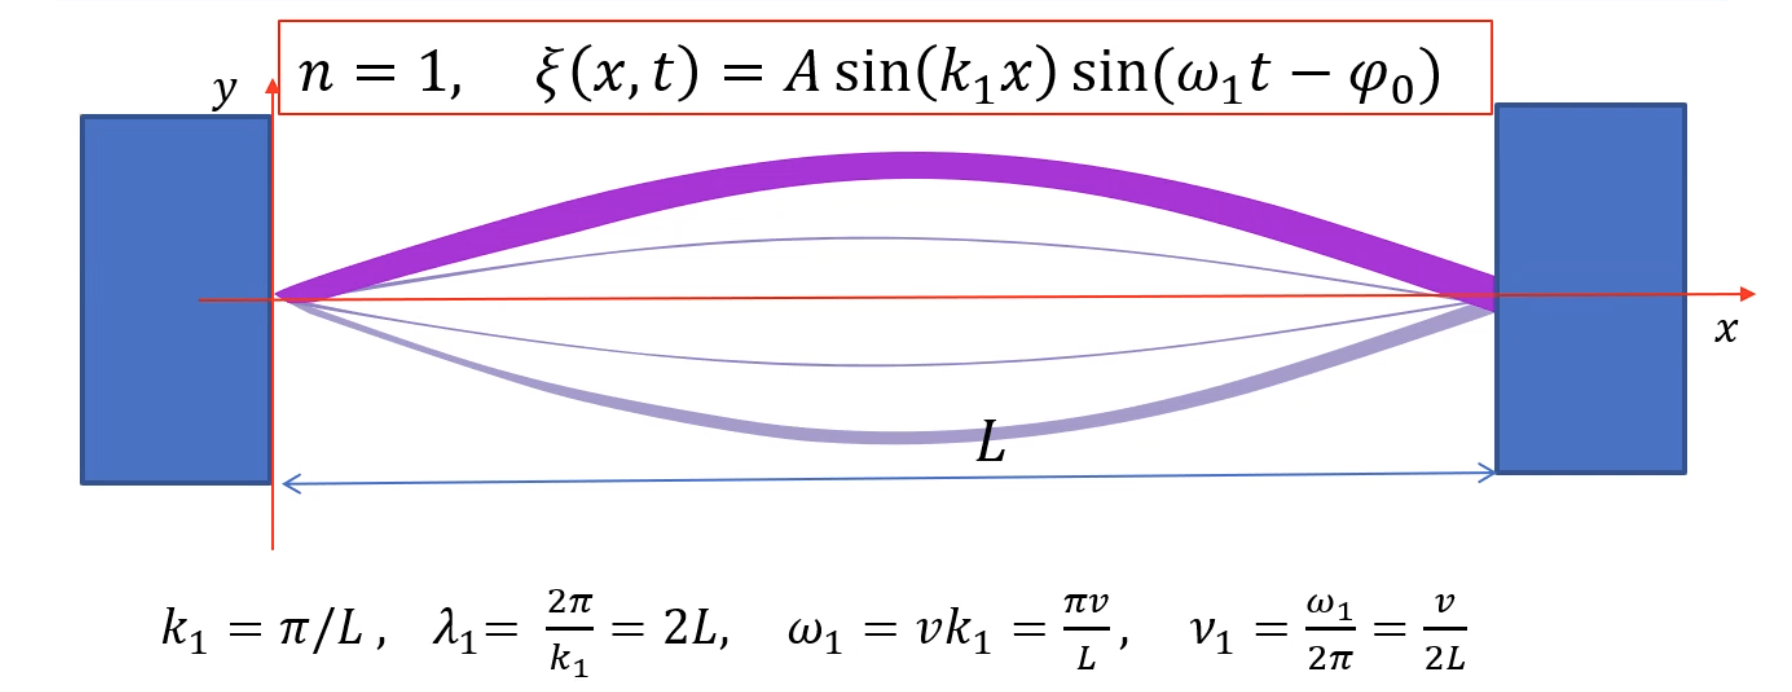 n = 1, ξ(x, t) = A sin(k₁x) sin(ω₁t − φ₀)
y
x
L
k₁ = π/L , λ₁= 2π/k₁ = 2L, ω₁ = vk₁ = πv/L , ν₁ = ω₁/2π = v/2L